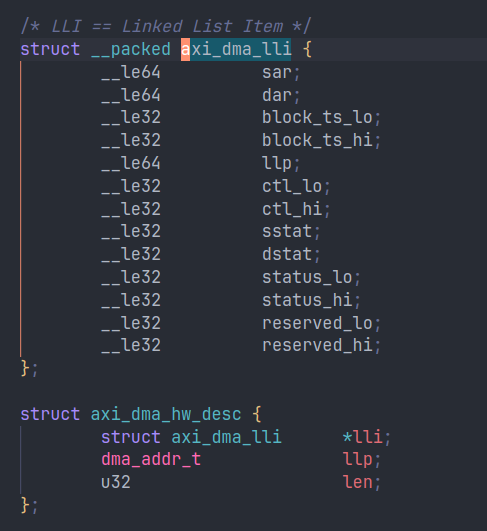 /* LLI == Linked List Item */
struct __packed axi_dma_lli {
        __le64          sar;
        __le64          dar;
        __le32          block_ts_lo;
        __le32          block_ts_hi;
        __le64          llp;
        __le32          ctl_lo;
        __le32          ctl_hi;
        __le32          sstat;
        __le32          dstat;
        __le32          status_lo;
        __le32          status_hi;
        __le32          reserved_lo;
        __le32          reserved_hi;
};
struct axi_dma_hw_desc {
        struct axi_dma_lli      *lli;
        dma_addr_t              llp;
        u32                     len;
};